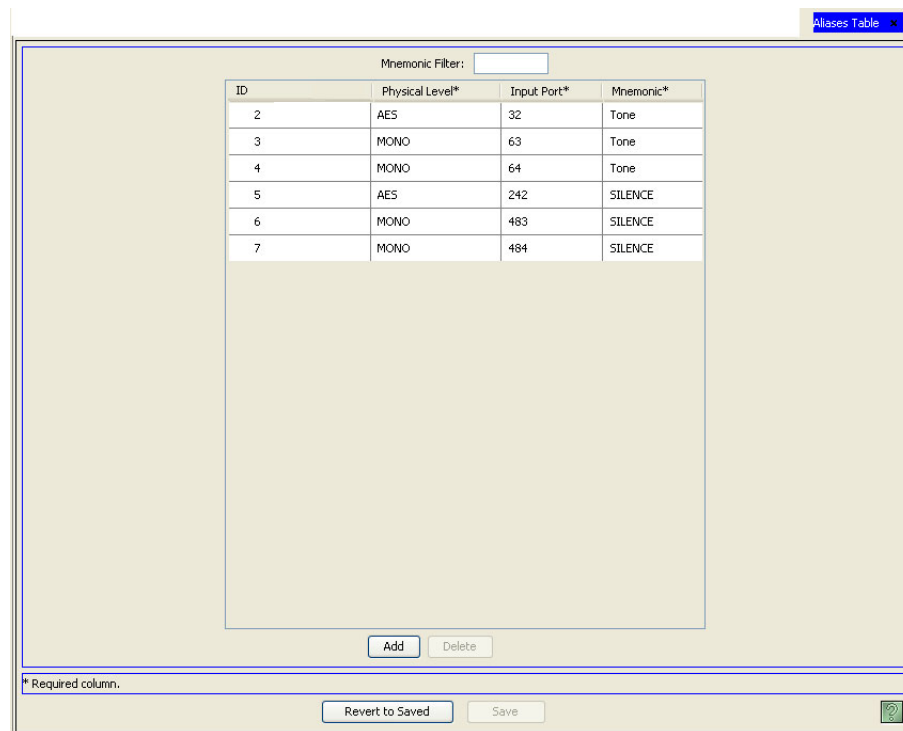 Aliases Table ×
Mnemonic Filter:
ID Physical Level* Input Port* Mnemonic*
2 AES 32 Tone
3 MONO 63 Tone
4 MONO 64 Tone
5 AES 242 SILENCE
6 MONO 483 SILENCE
7 MONO 484 SILENCE
Add Delete
* Required column.
Revert to Saved Save ?